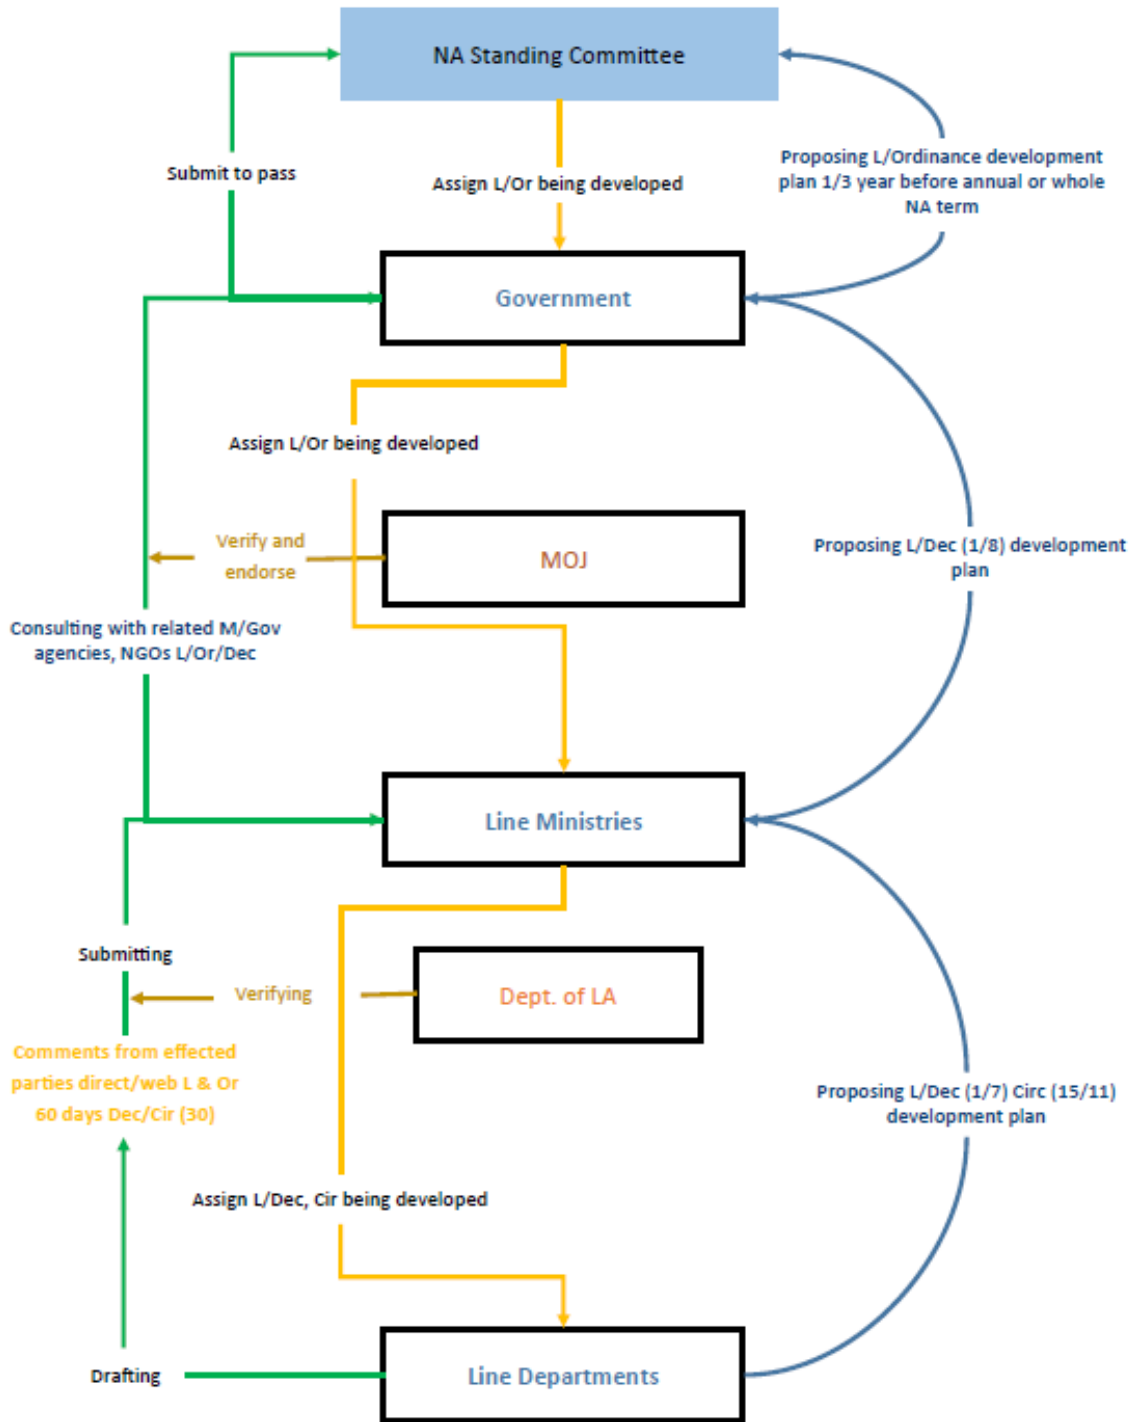 NA Standing Committee
Submit to pass
Assign L/Or being developed
Proposing L/Ordinance development
plan 1/3 year before annual or whole
NA term
Government
Assign L/Or being developed
Verify and
endorse
MOJ
Proposing L/Dec (1/8) development
plan
Consulting with related M/Gov
agencies, NGOs L/Or/Dec
Line Ministries
Submitting
Verifying
Dept. of LA
Comments from effected
parties direct/web L & Or
60 days Dec/Cir (30)
Proposing L/Dec (1/7) Circ (15/11)
development plan
Assign L/Dec, Cir being developed
Drafting
Line Departments